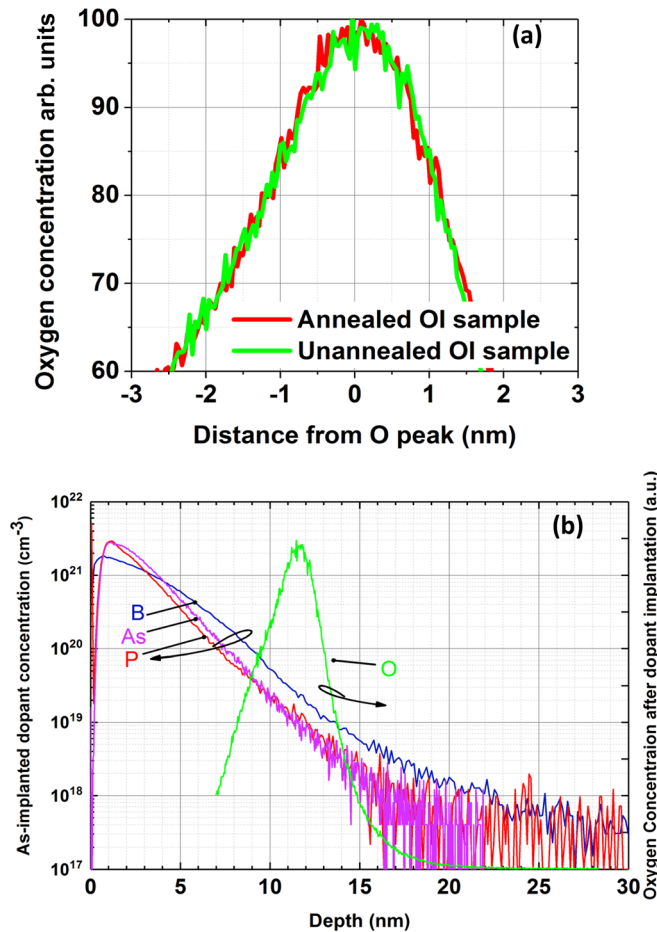 (a)
Oxygen concentration arb. units
100
90
80
70
60
Annealed OI sample
Unannealed OI sample
-3 -2 -1 0 1 2 3
Distance from O peak (nm)
(b)
As-implanted dopant concentration (cm-3)
Oxygen Concentraion after dopant implantation (a.u.)
10^22
10^21
10^20
10^19
10^18
10^17
B
As
P
O
0 5 10 15 20 25 30
Depth (nm)